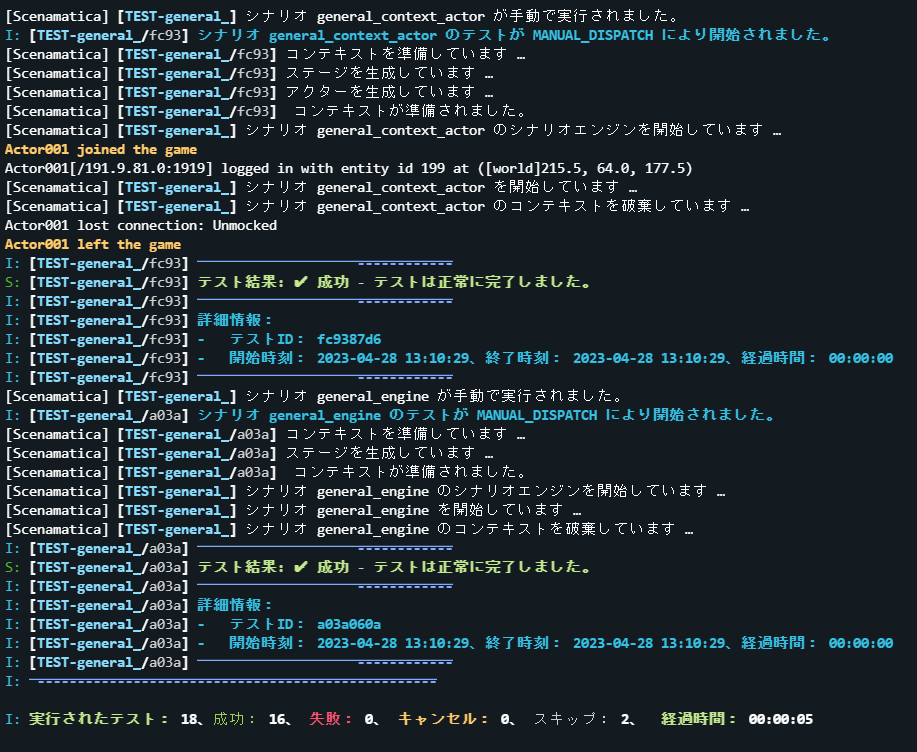 [Scenamatica] [TEST-general_] シナリオ general_context_actor が手動で実行されました。
I: [TEST-general_/fc93] シナリオ general_context_actor のテストが MANUAL_DISPATCH により開始されました。
[Scenamatica] [TEST-general_/fc93] コンテキストを準備しています …
[Scenamatica] [TEST-general_/fc93] ステージを生成しています …
[Scenamatica] [TEST-general_/fc93] アクターを生成しています …
[Scenamatica] [TEST-general_/fc93] コンテキストが準備されました。
[Scenamatica] [TEST-general_] シナリオ general_context_actor のシナリオエンジンを開始しています …
Actor001 joined the game
Actor001[/191.9.81.0:1919] logged in with entity id 199 at ([world]215.5, 64.0, 177.5)
[Scenamatica] [TEST-general_] シナリオ general_context_actor を開始しています …
[Scenamatica] [TEST-general_] シナリオ general_context_actor のコンテキストを破棄しています …
Actor001 lost connection: Unmocked
Actor001 left the game
I: [TEST-general_/fc93] --------------------------------
S: [TEST-general_/fc93] テスト結果: ✔ 成功 - テストは正常に完了しました。
I: [TEST-general_/fc93] --------------------------------
I: [TEST-general_/fc93] 詳細情報:
I: [TEST-general_/fc93] - テストID: fc9387d6
I: [TEST-general_/fc93] - 開始時刻: 2023-04-28 13:10:29、終了時刻: 2023-04-28 13:10:29、経過時間: 00:00:00
I: [TEST-general_/fc93] --------------------------------
[Scenamatica] [TEST-general_] シナリオ general_engine が手動で実行されました。
I: [TEST-general_/a03a] シナリオ general_engine のテストが MANUAL_DISPATCH により開始されました。
[Scenamatica] [TEST-general_/a03a] コンテキストを準備しています …
[Scenamatica] [TEST-general_/a03a] ステージを生成しています …
[Scenamatica] [TEST-general_/a03a] コンテキストが準備されました。
[Scenamatica] [TEST-general_] シナリオ general_engine のシナリオエンジンを開始しています …
[Scenamatica] [TEST-general_] シナリオ general_engine を開始しています …
[Scenamatica] [TEST-general_] シナリオ general_engine のコンテキストを破棄しています …
I: [TEST-general_/a03a] --------------------------------
S: [TEST-general_/a03a] テスト結果: ✔ 成功 - テストは正常に完了しました。
I: [TEST-general_/a03a] --------------------------------
I: [TEST-general_/a03a] 詳細情報:
I: [TEST-general_/a03a] - テストID: a03a060a
I: [TEST-general_/a03a] - 開始時刻: 2023-04-28 13:10:29、終了時刻: 2023-04-28 13:10:29、経過時間: 00:00:00
I: [TEST-general_/a03a] --------------------------------
I: ---------------------------------------------------
I: 実行されたテスト: 18、成功: 16、 失敗: 0、 キャンセル: 0、 スキップ: 2、 経過時間: 00:00:05